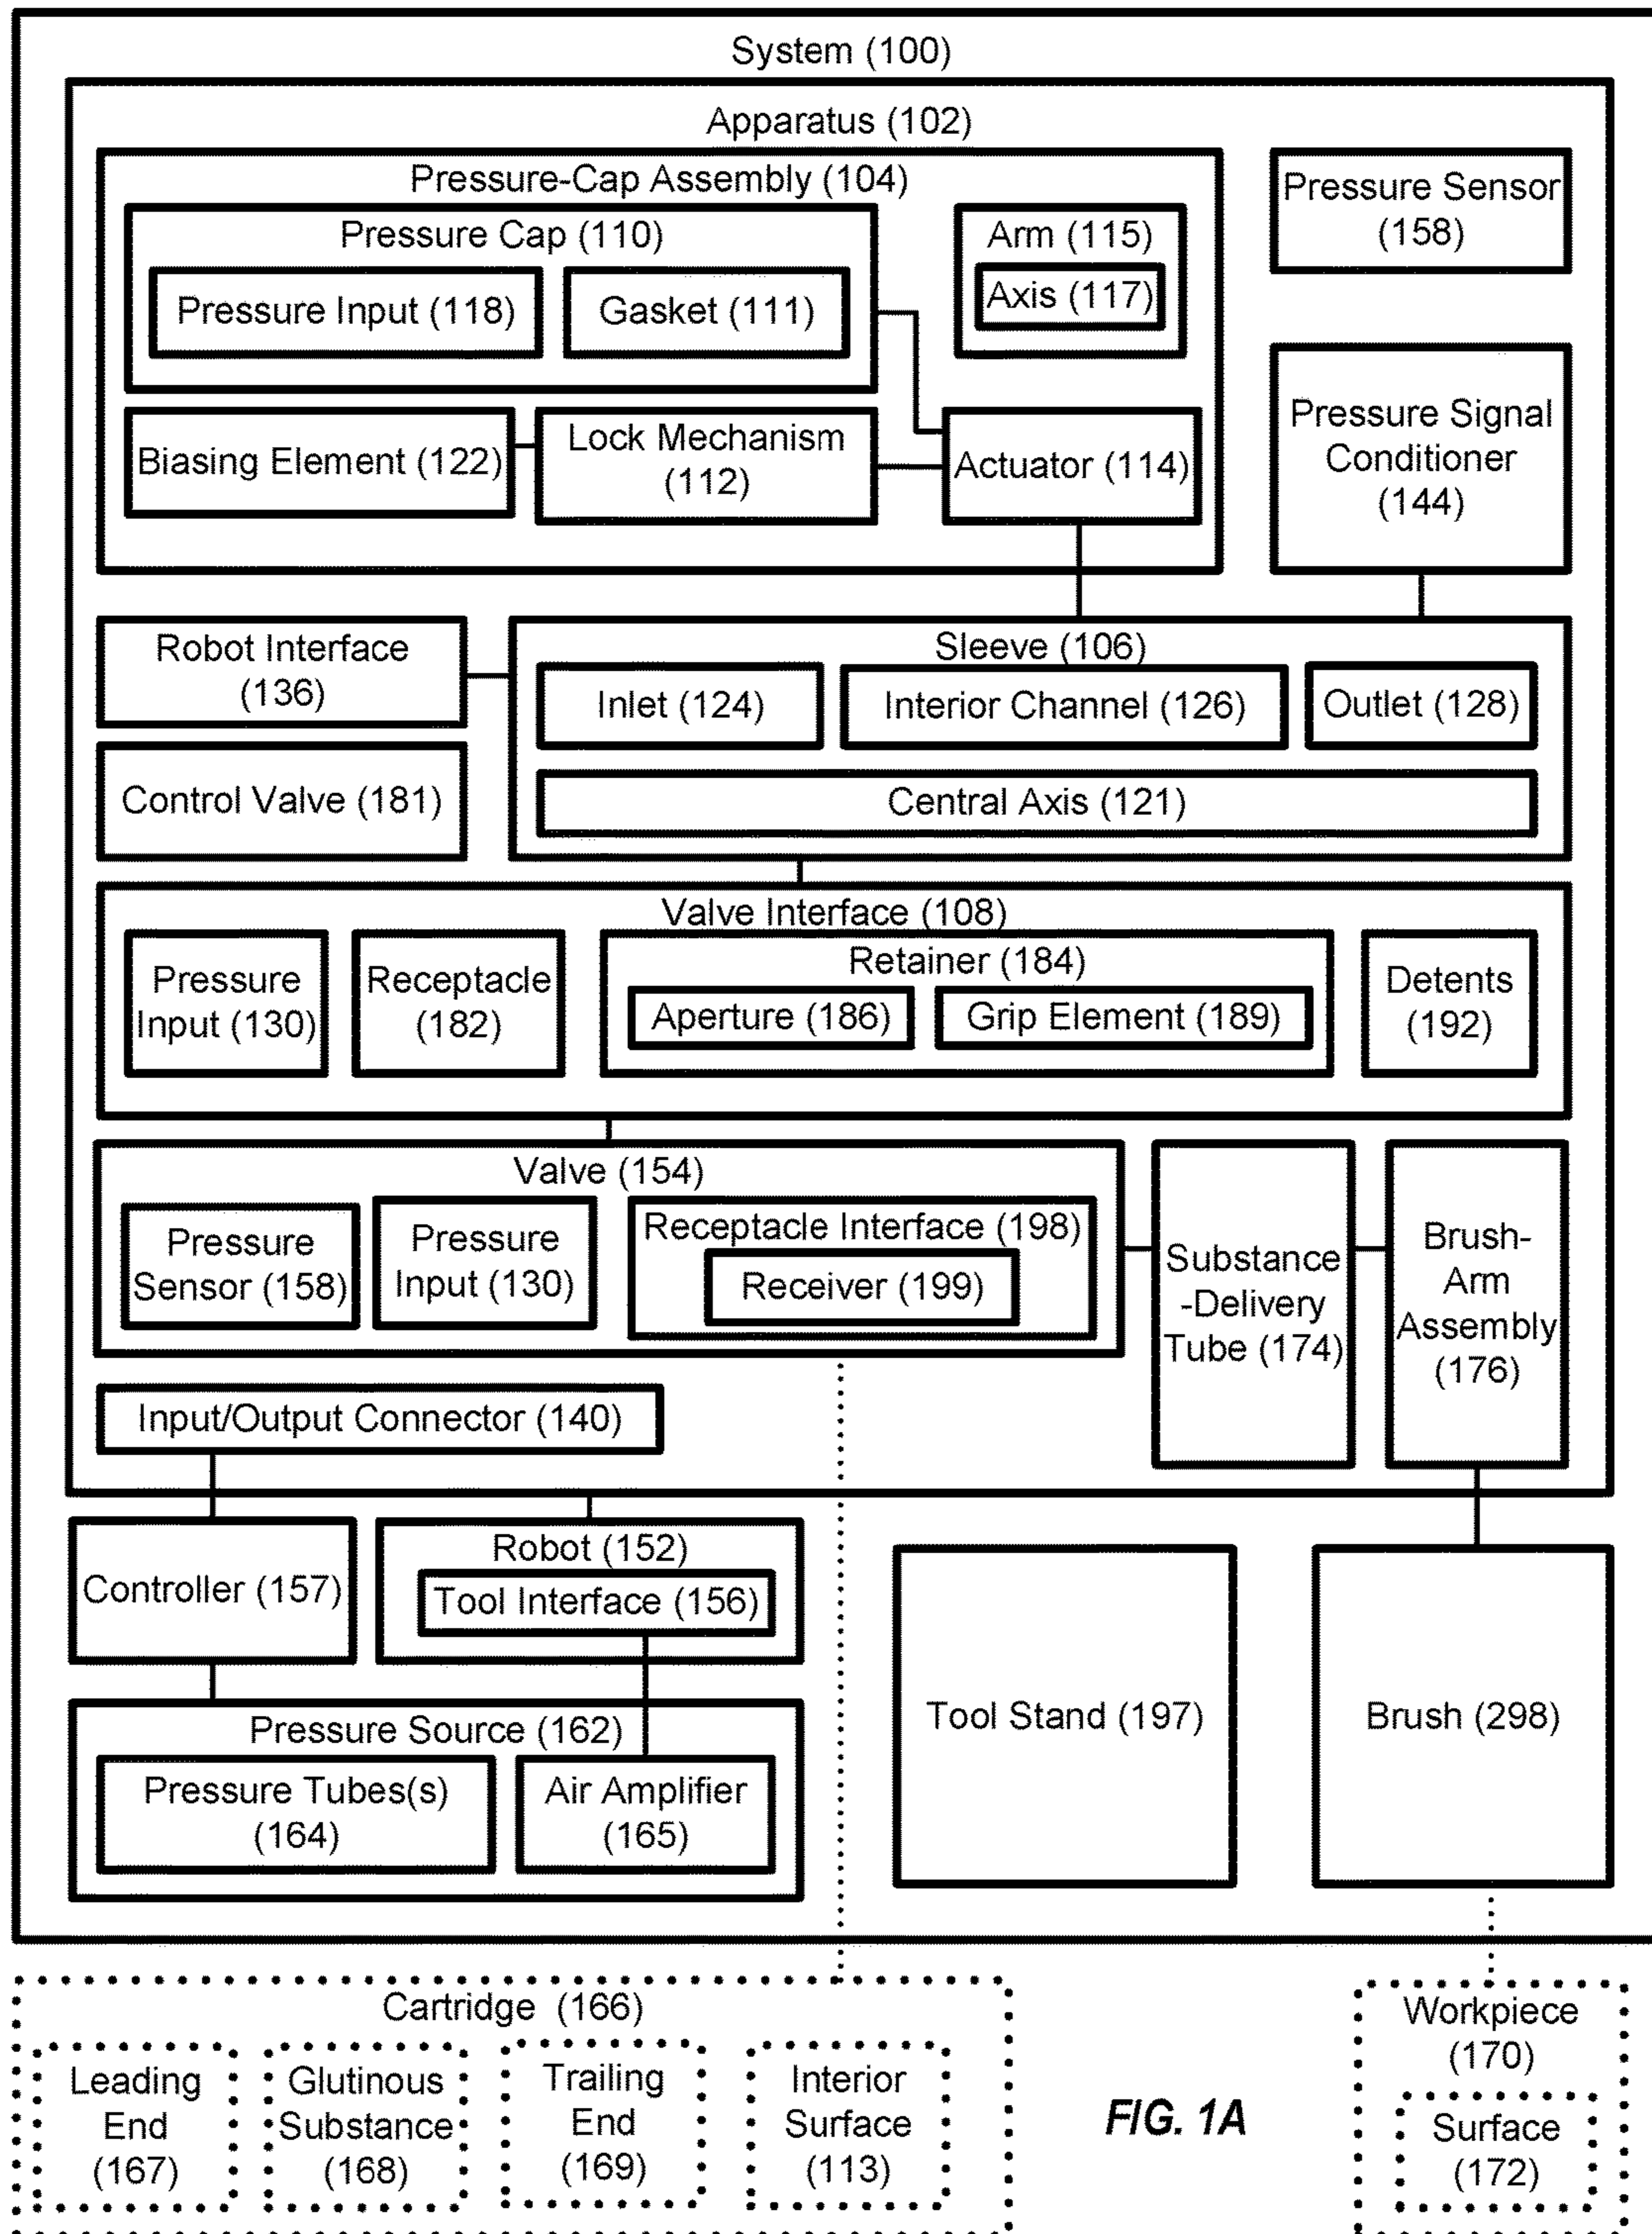 System (100)
Apparatus (102)
Pressure-Cap Assembly (104)
Pressure Cap (110)
Pressure Input (118)
Gasket (111)
Arm (115)
Axis (117)
Pressure Sensor
(158)
Biasing Element (122)
Lock Mechanism
(112)
Actuator (114)
Pressure Signal
Conditioner
(144)
Robot Interface
(136)
Control Valve (181)
Sleeve (106)
Inlet (124)
Interior Channel (126)
Outlet (128)
Central Axis (121)
Valve Interface (108)
Pressure
Input (130)
Receptacle
(182)
Retainer (184)
Aperture (186)
Grip Element (189)
Detents
(192)
Valve (154)
Pressure
Sensor (158)
Pressure
Input (130)
Receptacle Interface (198)
Receiver (199)
Substance
-Delivery
Tube (174)
Brush-
Arm
Assembly
(176)
Input/Output Connector (140)
Controller (157)
Robot (152)
Tool Interface (156)
Pressure Source (162)
Pressure Tubes(s)
(164)
Air Amplifier
(165)
Tool Stand (197)
Brush (298)
Cartridge (166)
Leading
End
(167)
Glutinous
Substance
(168)
Trailing
End
(169)
Interior
Surface
(113)
FIG. 1A
Workpiece
(170)
Surface
(172)